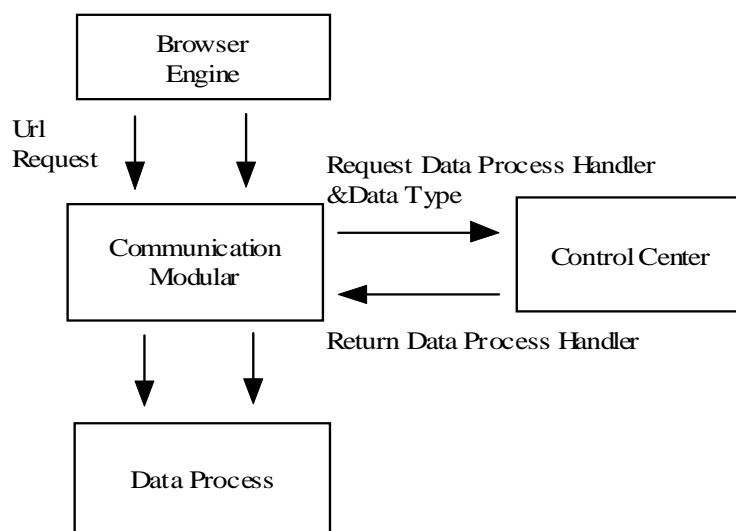 Browser
Engine
Url
Request
Request Data Process Handler
&Data Type
Communication
Modular
Control Center
Return Data Process Handler
Data Process